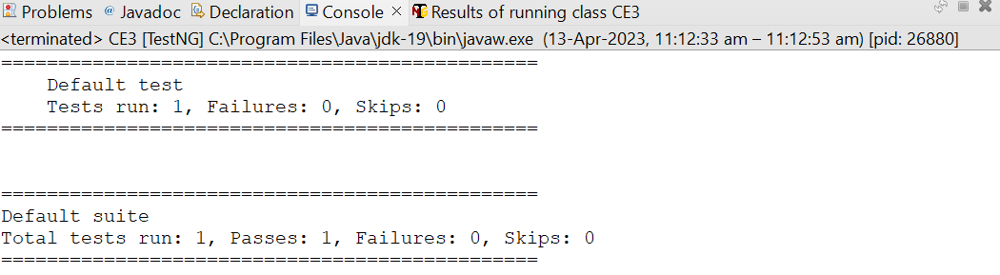 Problems @ Javadoc Declaration Console × Results of running class CE3
<terminated> CE3 [TestNG] C:\Program Files\Java\jdk-19\bin\javaw.exe (13-Apr-2023, 11:12:33 am – 11:12:53 am) [pid: 26880]
===============================================
    Default test
    Tests run: 1, Failures: 0, Skips: 0
===============================================
===============================================
Default suite
Total tests run: 1, Passes: 1, Failures: 0, Skips: 0
===============================================